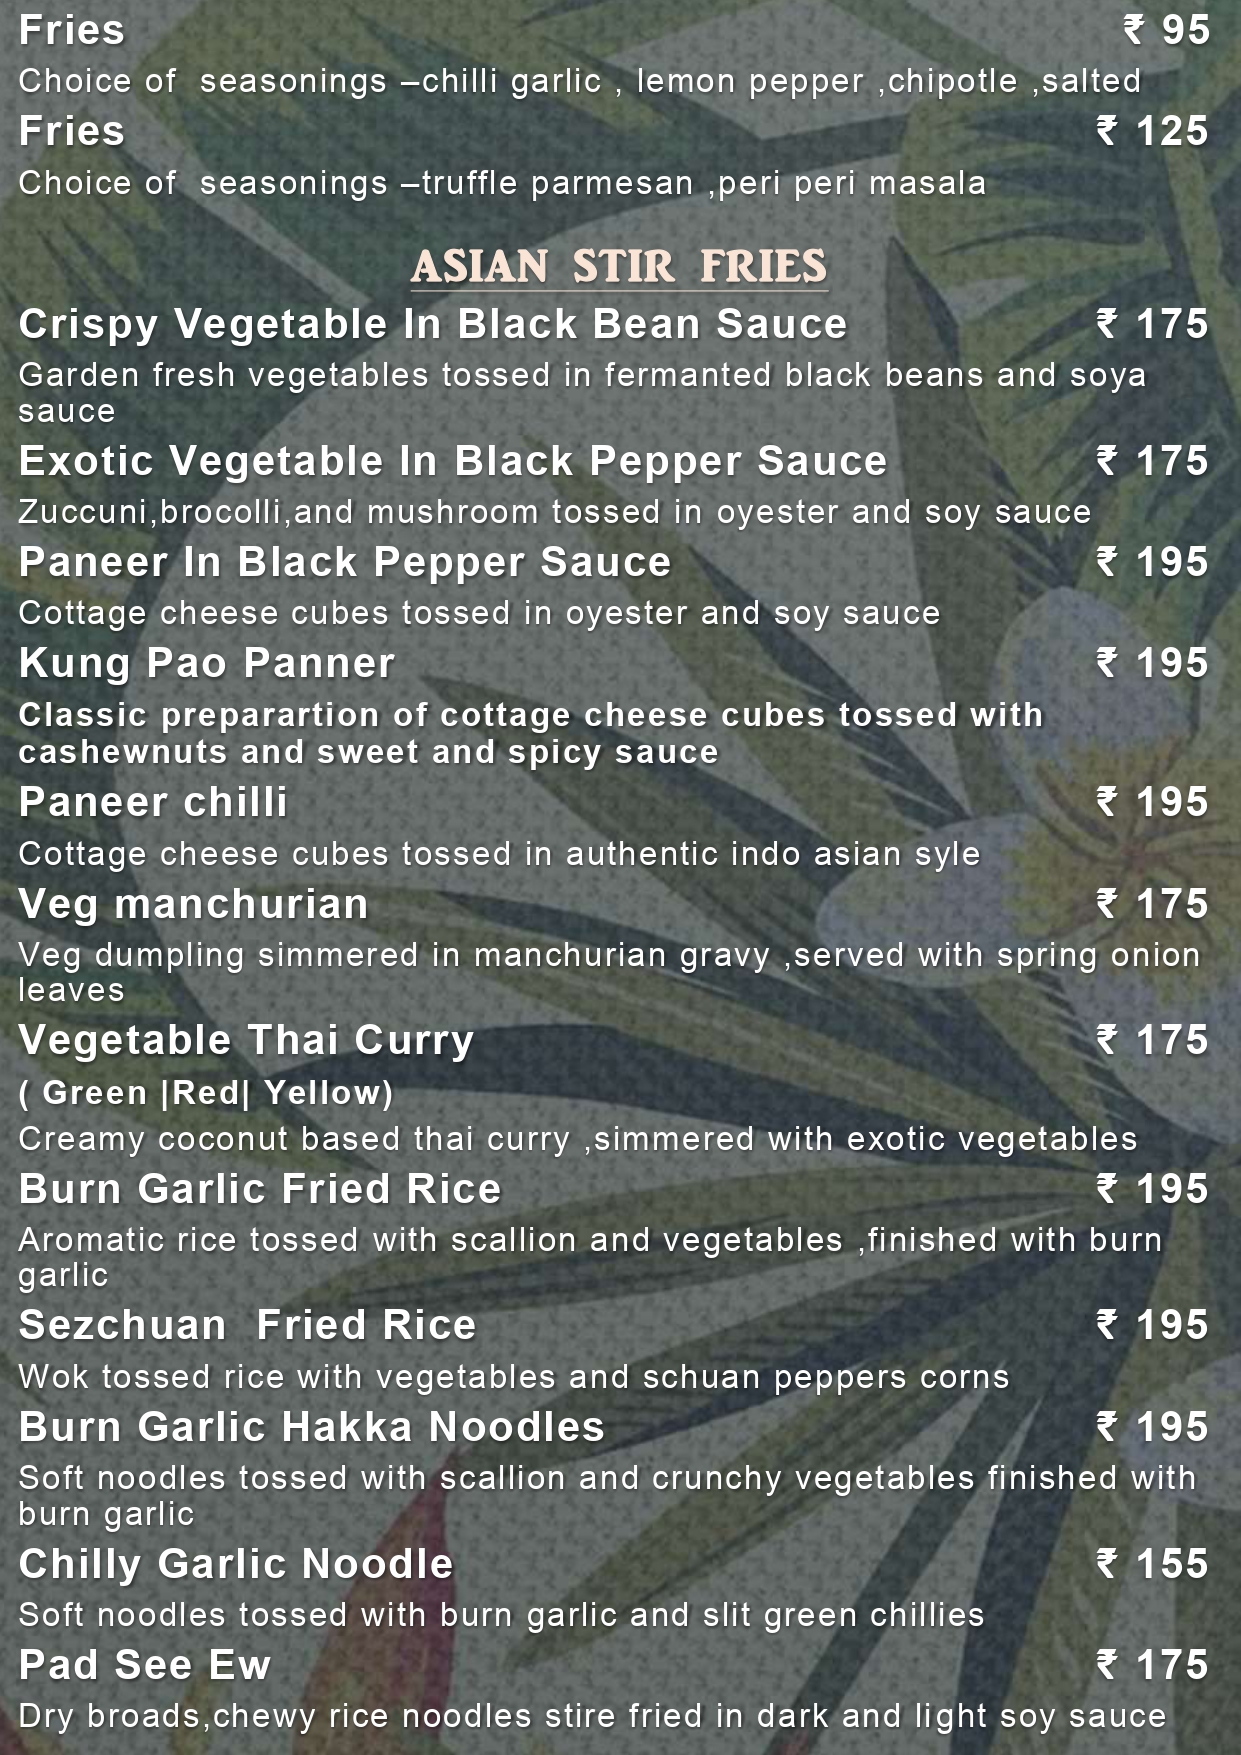 Fries ₹ 95
Choice of  seasonings –chilli garlic , lemon pepper ,chipotle ,salted
Fries ₹ 125
Choice of  seasonings –truffle parmesan ,peri peri masala
ASIAN STIR FRIES
Crispy Vegetable In Black Bean Sauce ₹ 175
Garden fresh vegetables tossed in fermanted black beans and soya
sauce
Exotic Vegetable In Black Pepper Sauce ₹ 175
Zuccuni,brocolli,and mushroom tossed in oyester and soy sauce
Paneer In Black Pepper Sauce ₹ 195
Cottage cheese cubes tossed in oyester and soy sauce
Kung Pao Panner ₹ 195
Classic preparartion of cottage cheese cubes tossed with
cashewnuts and sweet and spicy sauce
Paneer chilli ₹ 195
Cottage cheese cubes tossed in authentic indo asian syle
Veg manchurian ₹ 175
Veg dumpling simmered in manchurian gravy ,served with spring onion
leaves
Vegetable Thai Curry ₹ 175
( Green |Red| Yellow)
Creamy coconut based thai curry ,simmered with exotic vegetables
Burn Garlic Fried Rice ₹ 195
Aromatic rice tossed with scallion and vegetables ,finished with burn
garlic
Sezchuan  Fried Rice ₹ 195
Wok tossed rice with vegetables and schuan peppers corns
Burn Garlic Hakka Noodles ₹ 195
Soft noodles tossed with scallion and crunchy vegetables finished with
burn garlic
Chilly Garlic Noodle ₹ 155
Soft noodles tossed with burn garlic and slit green chillies
Pad See Ew ₹ 175
Dry broads,chewy rice noodles stire fried in dark and light soy sauce